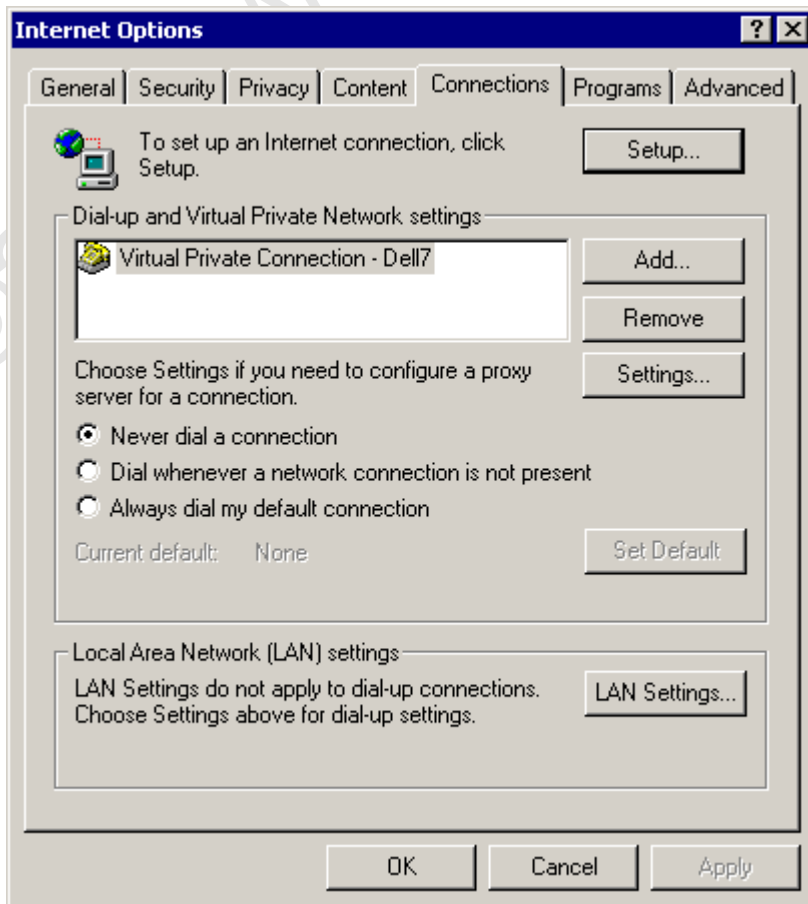 Internet Options
General Security Privacy Content Connections Programs Advanced
To set up an Internet connection, click
Setup.
Setup...
Dial-up and Virtual Private Network settings
Virtual Private Connection - Dell7
Add...
Remove
Choose Settings if you need to configure a proxy
server for a connection.
Settings...
Never dial a connection
Dial whenever a network connection is not present
Always dial my default connection
Current default: None
Set Default
Local Area Network (LAN) settings
LAN Settings do not apply to dial-up connections.
Choose Settings above for dial-up settings.
LAN Settings...
OK Cancel Apply